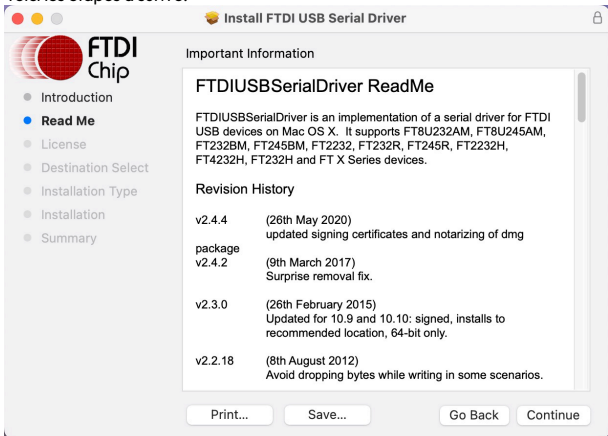 Install FTDI USB Serial Driver
FTDI
Chip
Introduction
Read Me
License
Destination Select
Installation Type
Installation
Summary
Important Information
FTDIUSBSerialDriver ReadMe
FTDIUSBSerialDriver is an implementation of a serial driver for FTDI
USB devices on Mac OS X. It supports FT8U232AM, FT8U245AM,
FT232BM, FT245BM, FT2232, FT232R, FT245R, FT2232H,
FT4232H, FT232H and FT X Series devices.
Revision History
v2.4.4 (26th May 2020)
updated signing certificates and notarizing of dmg
package
v2.4.2 (9th March 2017)
Surprise removal fix.
v2.3.0 (26th February 2015)
Updated for 10.9 and 10.10: signed, installs to
recommended location, 64-bit only.
v2.2.18 (8th August 2012)
Avoid dropping bytes while writing in some scenarios.
Print... Save... Go Back Continue